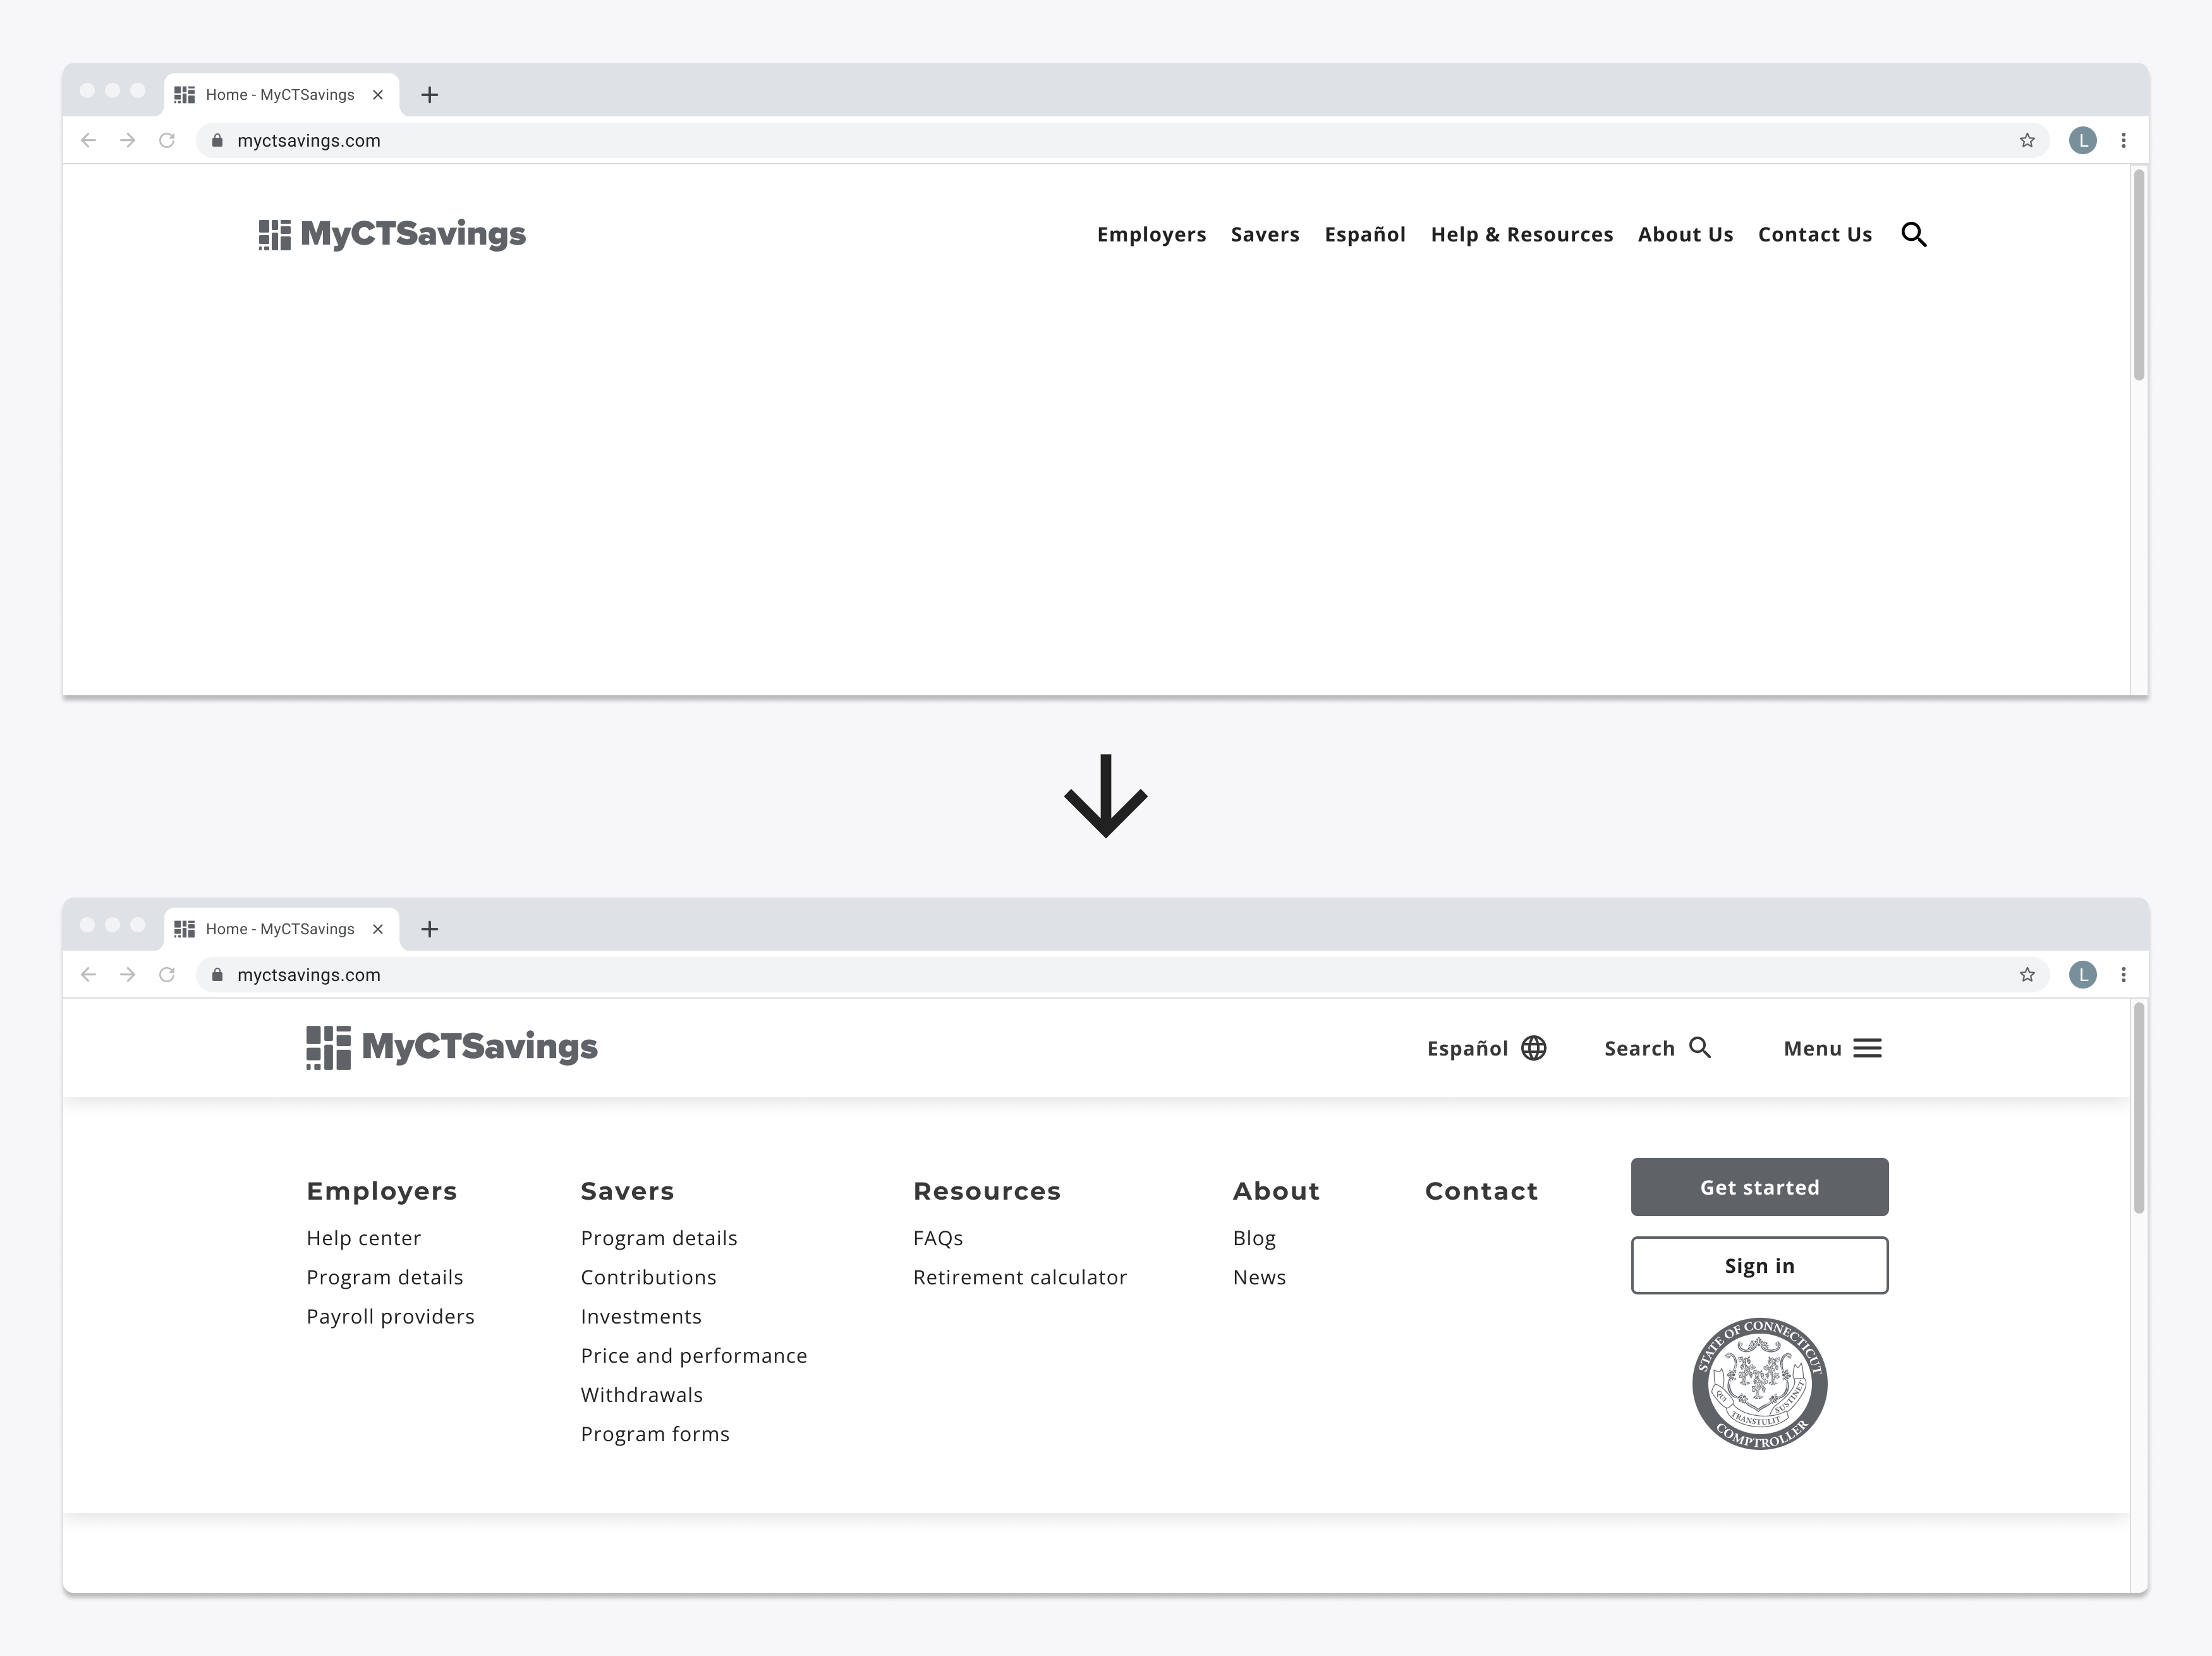 Home - MyCTSavings
myctsavings.com
L
MyCTSavings
Employers Savers Español Help & Resources About Us Contact Us
Home - MyCTSavings
myctsavings.com
L
MyCTSavings
Español Search Menu
Employers
Help center
Program details
Payroll providers
Savers
Program details
Contributions
Investments
Price and performance
Withdrawals
Program forms
Resources
FAQs
Retirement calculator
About
Blog
News
Contact
Get started
Sign in
STATE OF CONNECTICUT
QUI TRANSTULIT SUSTINET
COMPTROLLER